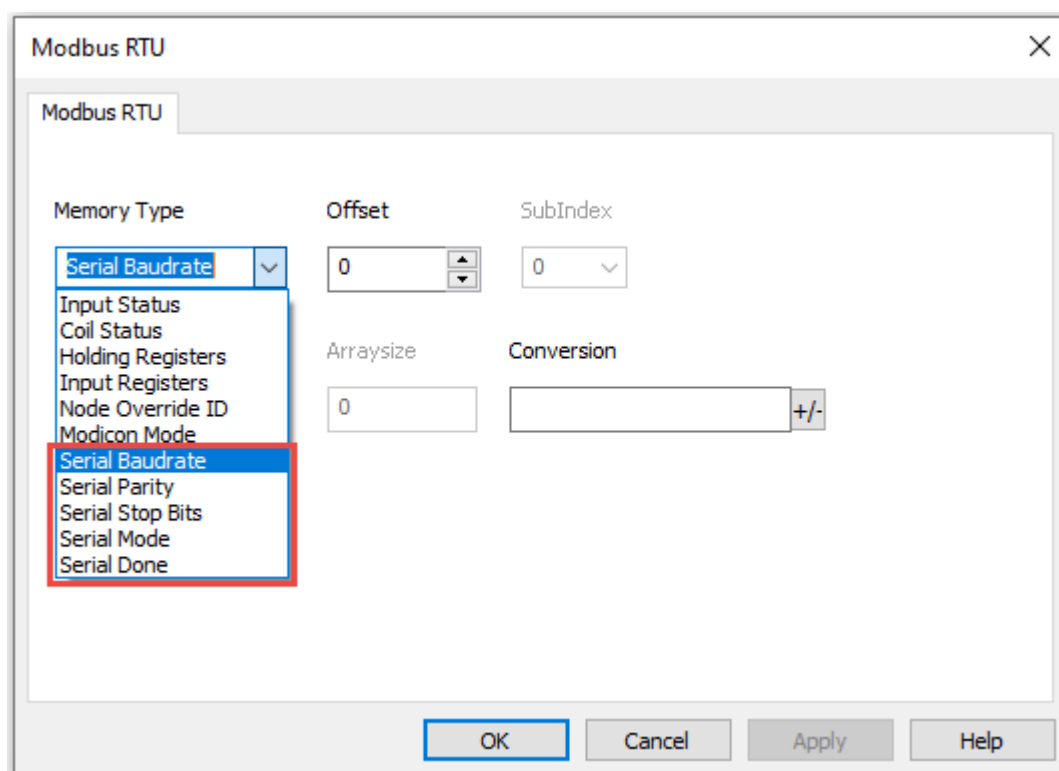 Modbus RTU
Modbus RTU
Memory Type Offset SubIndex
Serial Baudrate 0 0
Input Status
Coil Status
Holding Registers
Input Registers
Node Override ID
Modicon Mode
Serial Baudrate
Serial Parity
Serial Stop Bits
Serial Mode
Serial Done
Arraysize Conversion
0 +/-
OK Cancel Apply Help